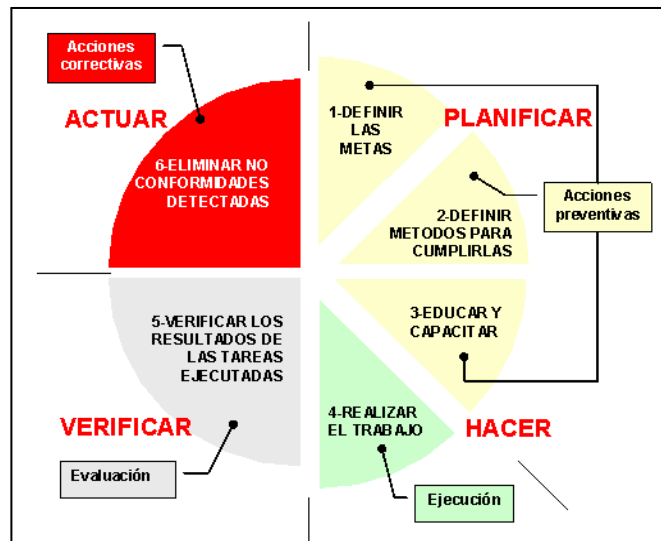 Acciones
correctivas
ACTUAR
6-ELIMINAR NO
CONFORMIDADES
DETECTADAS
1-DEFINIR
LAS
METAS
PLANIFICAR
2-DEFINIR
METODOS PARA
CUMPLIRLAS
Acciones
preventivas
3-EDUCAR Y
CAPACITAR
HACER
4-REALIZAR
EL TRABAJO
Ejecución
5-VERIFICAR LOS
RESULTADOS DE
LAS TAREAS
EJECUTADAS
VERIFICAR
Evaluación